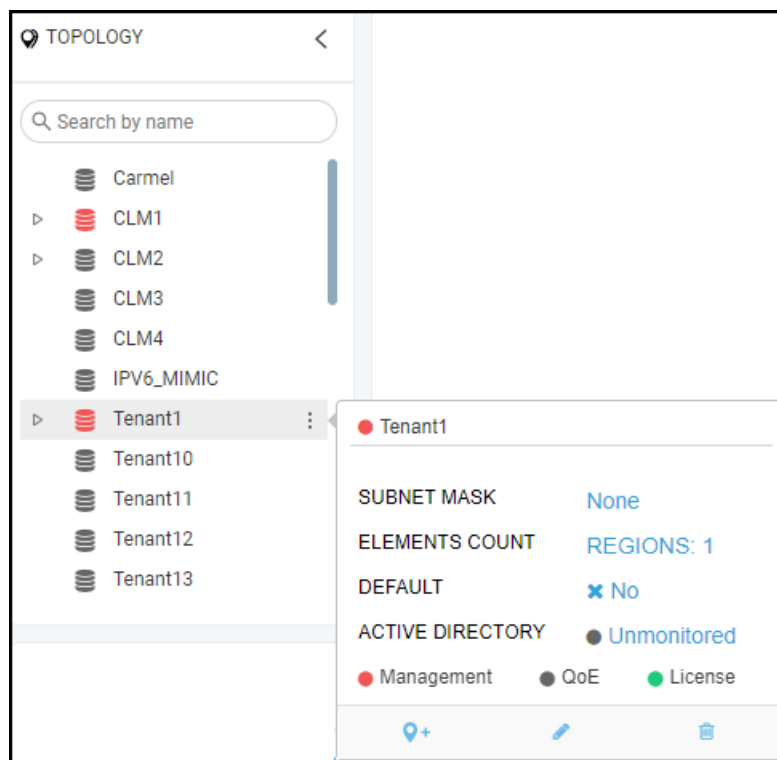 TOPOLOGY
Search by name
Carmel
CLM1
CLM2
CLM3
CLM4
IPV6_MIMIC
Tenant1
Tenant10
Tenant11
Tenant12
Tenant13
Tenant1
SUBNET MASK None
ELEMENTS COUNT REGIONS: 1
DEFAULT No
ACTIVE DIRECTORY Unmonitored
Management QoE License